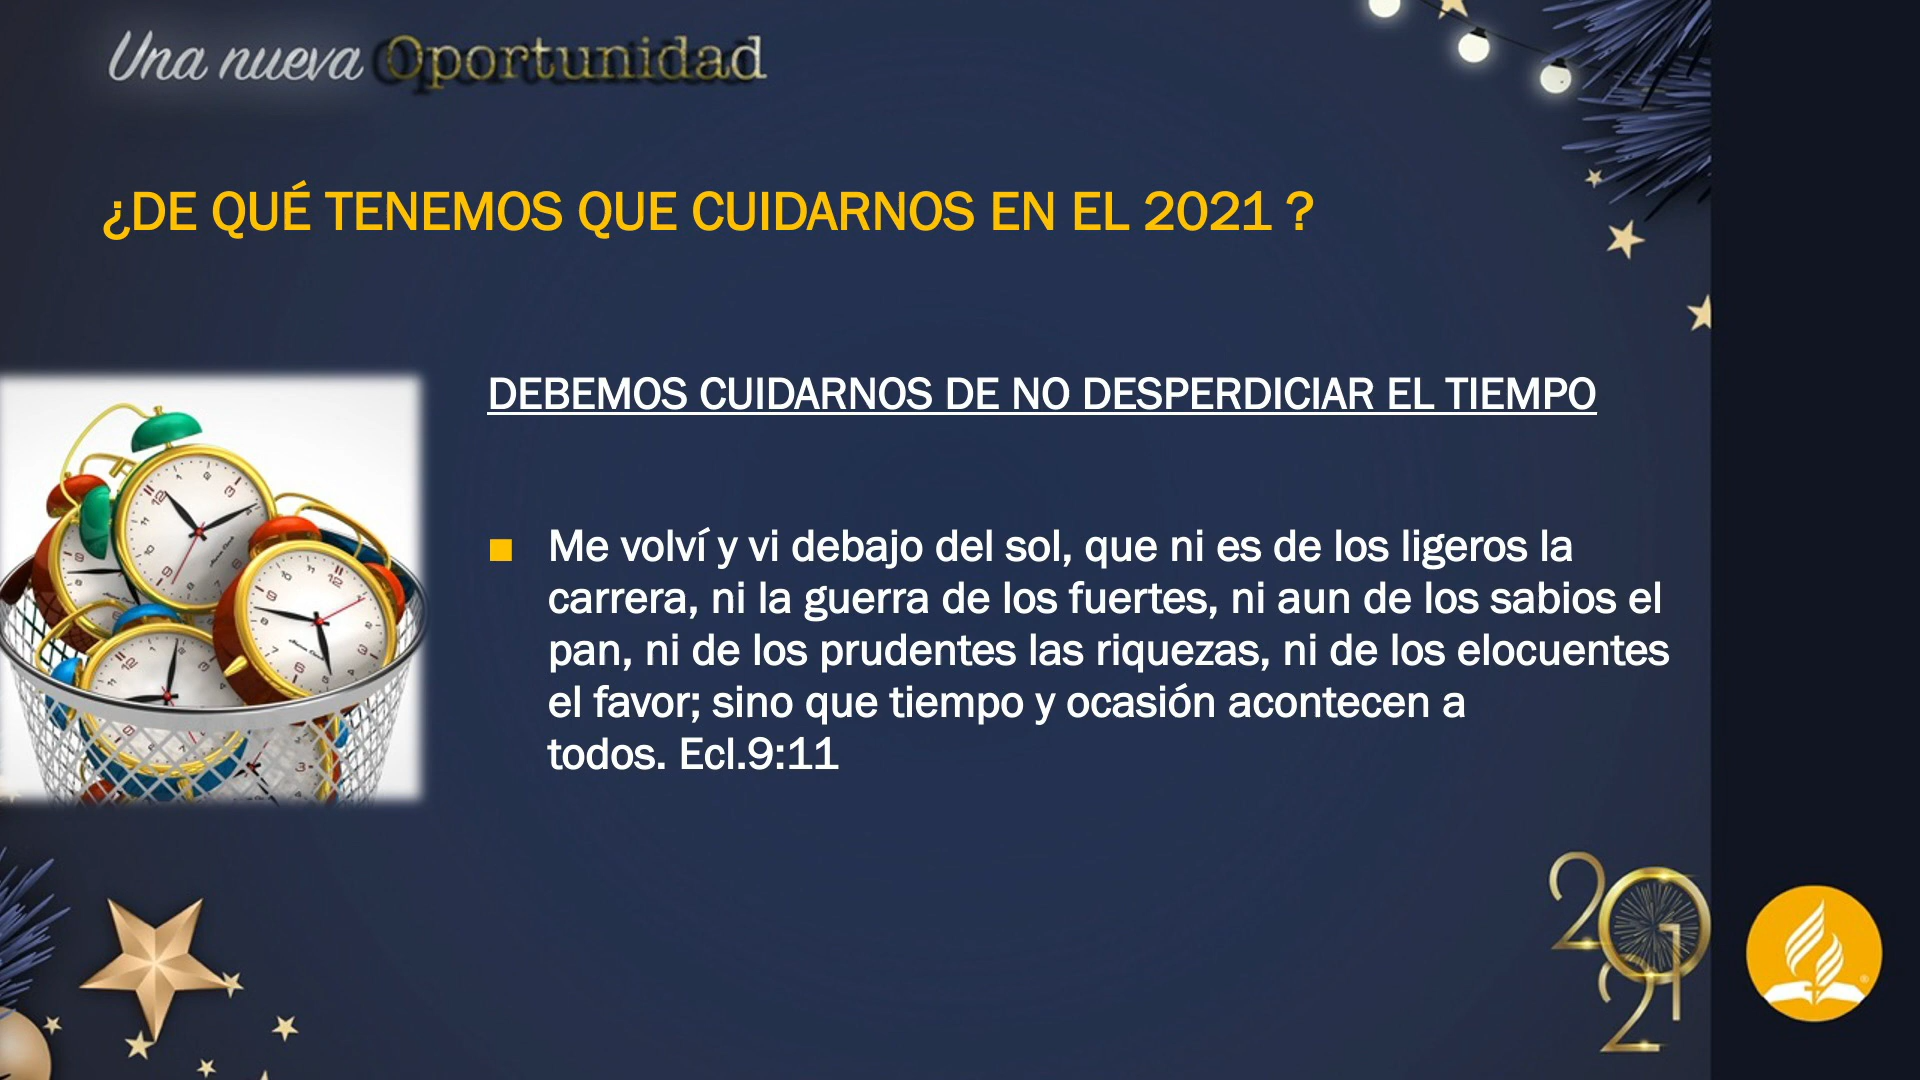 Una nueva Oportunidad
¿DE QUÉ TENEMOS QUE CUIDARNOS EN EL 2021 ?
DEBEMOS CUIDARNOS DE NO DESPERDICIAR EL TIEMPO
■ Me volví y vi debajo del sol, que ni es de los ligeros la
carrera, ni la guerra de los fuertes, ni aun de los sabios el
pan, ni de los prudentes las riquezas, ni de los elocuentes
el favor; sino que tiempo y ocasión acontecen a
todos. Ecl.9:11
20
21